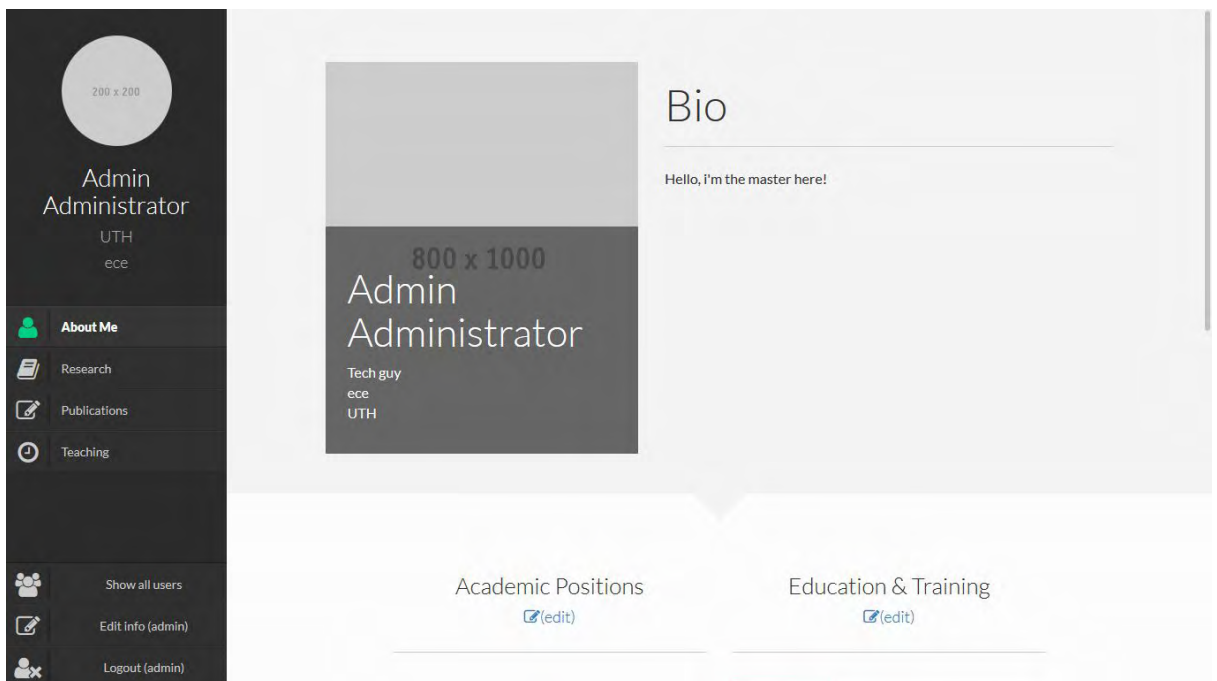 200 x 200
Admin
Administrator
UTH
ece
About Me
Research
Publications
Teaching
Show all users
Edit info (admin)
Logout (admin)
800 x 1000
Admin
Administrator
Tech guy
ece
UTH
Bio
Hello, i'm the master here!
Academic Positions
(edit)
Education & Training
(edit)